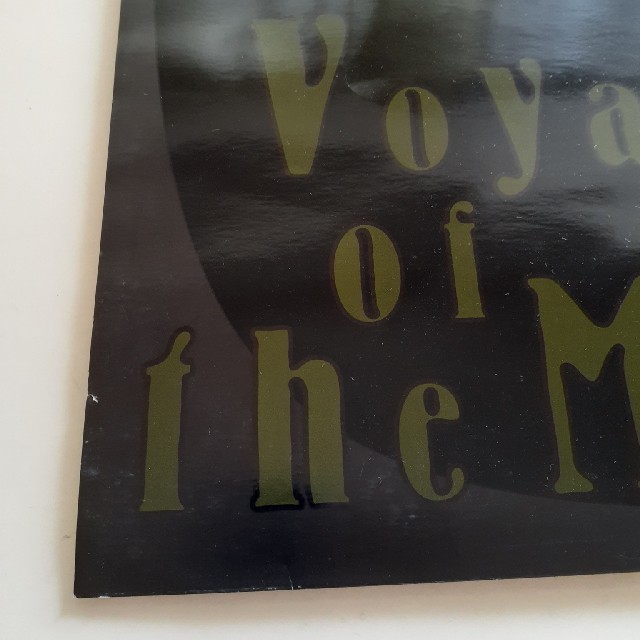 Voya
of
the M